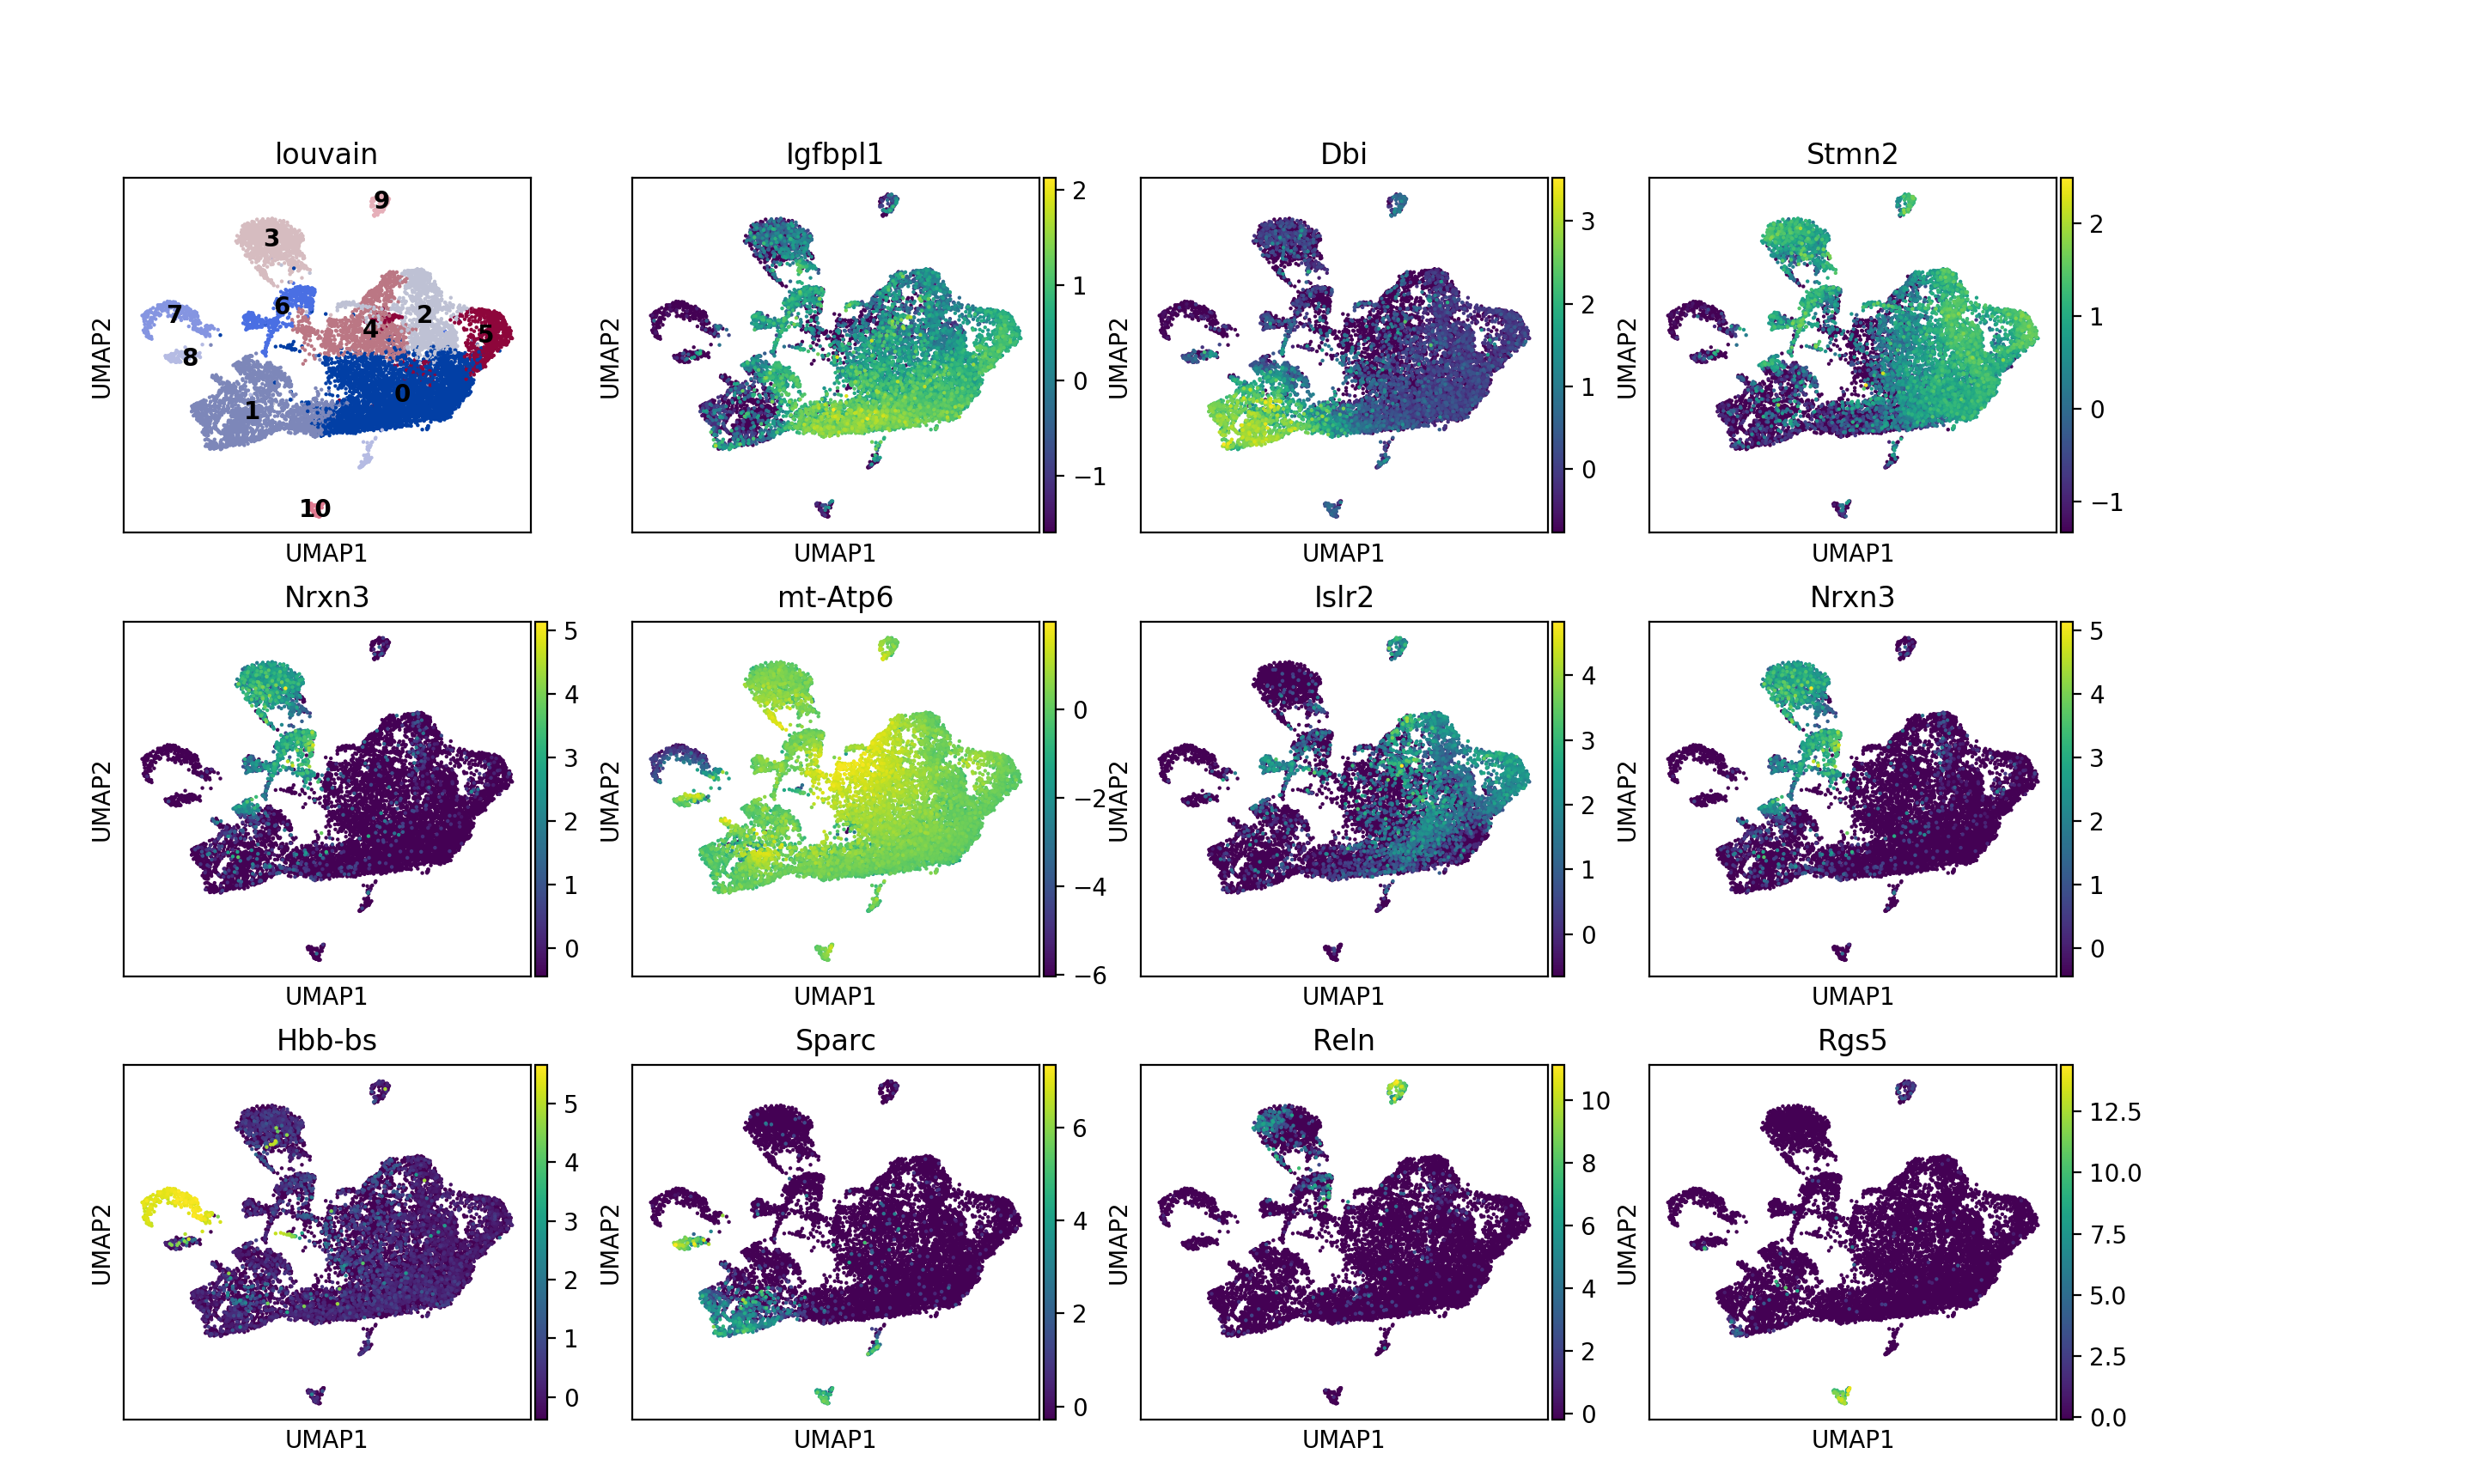 louvain
Igfbpl1
Dbi
Stmn2
9
3
7
6
2
4
5
8
0
1
10
2
1
0
−1
3
2
1
0
2
1
0
−1
UMAP2
UMAP2
UMAP2
UMAP2
UMAP1
UMAP1
UMAP1
UMAP1
Nrxn3
mt-Atp6
Islr2
Nrxn3
5
4
3
2
1
0
0
−2
−4
−6
4
3
2
1
0
5
4
3
2
1
0
UMAP2
UMAP2
UMAP2
UMAP2
UMAP1
UMAP1
UMAP1
UMAP1
Hbb-bs
Sparc
Reln
Rgs5
5
4
3
2
1
0
6
4
2
0
10
8
6
4
2
0
12.5
10.0
7.5
5.0
2.5
0.0
UMAP2
UMAP2
UMAP2
UMAP2
UMAP1
UMAP1
UMAP1
UMAP1